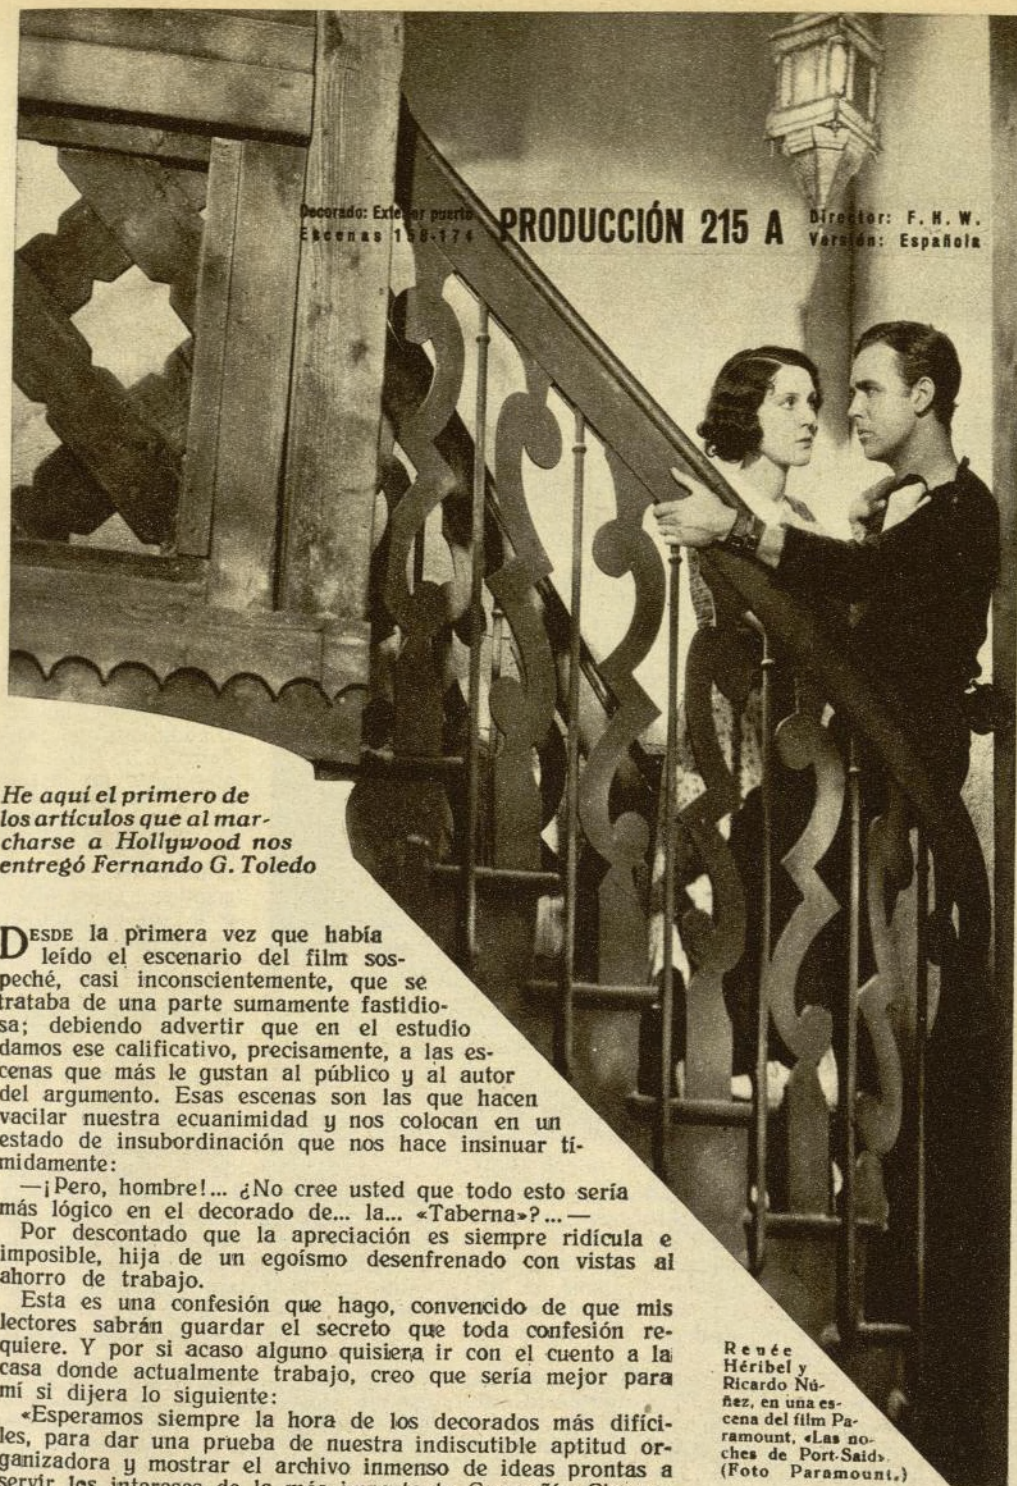 Decorado: Exterior puerto
Escenas 158-174
PRODUCCIÓN 215 A
Director: F. H. W.
Versión: Española
He aquí el primero de
los artículos que al mar-
charse a Hollywood nos
entregó Fernando G. Toledo
DESDE la primera vez que había
leído el escenario del film sos-
peché, casi inconscientemente, que se
trataba de una parte sumamente fastidio-
sa; debiendo advertir que en el estudio
damos ese calificativo, precisamente, a las es-
cenas que más le gustan al público y al autor
del argumento. Esas escenas son las que hacen
vacilar nuestra ecuanimidad y nos colocan en un
estado de insubordinación que nos hace insinuar tí-
midamente:
—¡Pero, hombre!... ¿No cree usted que todo esto sería
más lógico en el decorado de... la... «Taberna»?... —
Por descontado que la apreciación es siempre ridícula e
imposible, hija de un egoísmo desenfrenado con vistas al
ahorro de trabajo.
Esta es una confesión que hago, convencido de que mis
lectores sabrán guardar el secreto que toda confesión re-
quiere. Y por si acaso alguno quisiera ir con el cuento a la
casa donde actualmente trabajo, creo que sería mejor para
mí si dijera lo siguiente:
«Esperamos siempre la hora de los decorados más difíci-
les, para dar una prueba de nuestra indiscutible aptitud or-
ganizadora y mostrar el archivo inmenso de ideas prontas a
servir los intereses de la más importante
Renée
Héribel y
Ricardo Nú-
ñez, en una es-
cena del film Pa-
ramount, «Las no-
ches de Port-Said».
(Foto Paramount.)